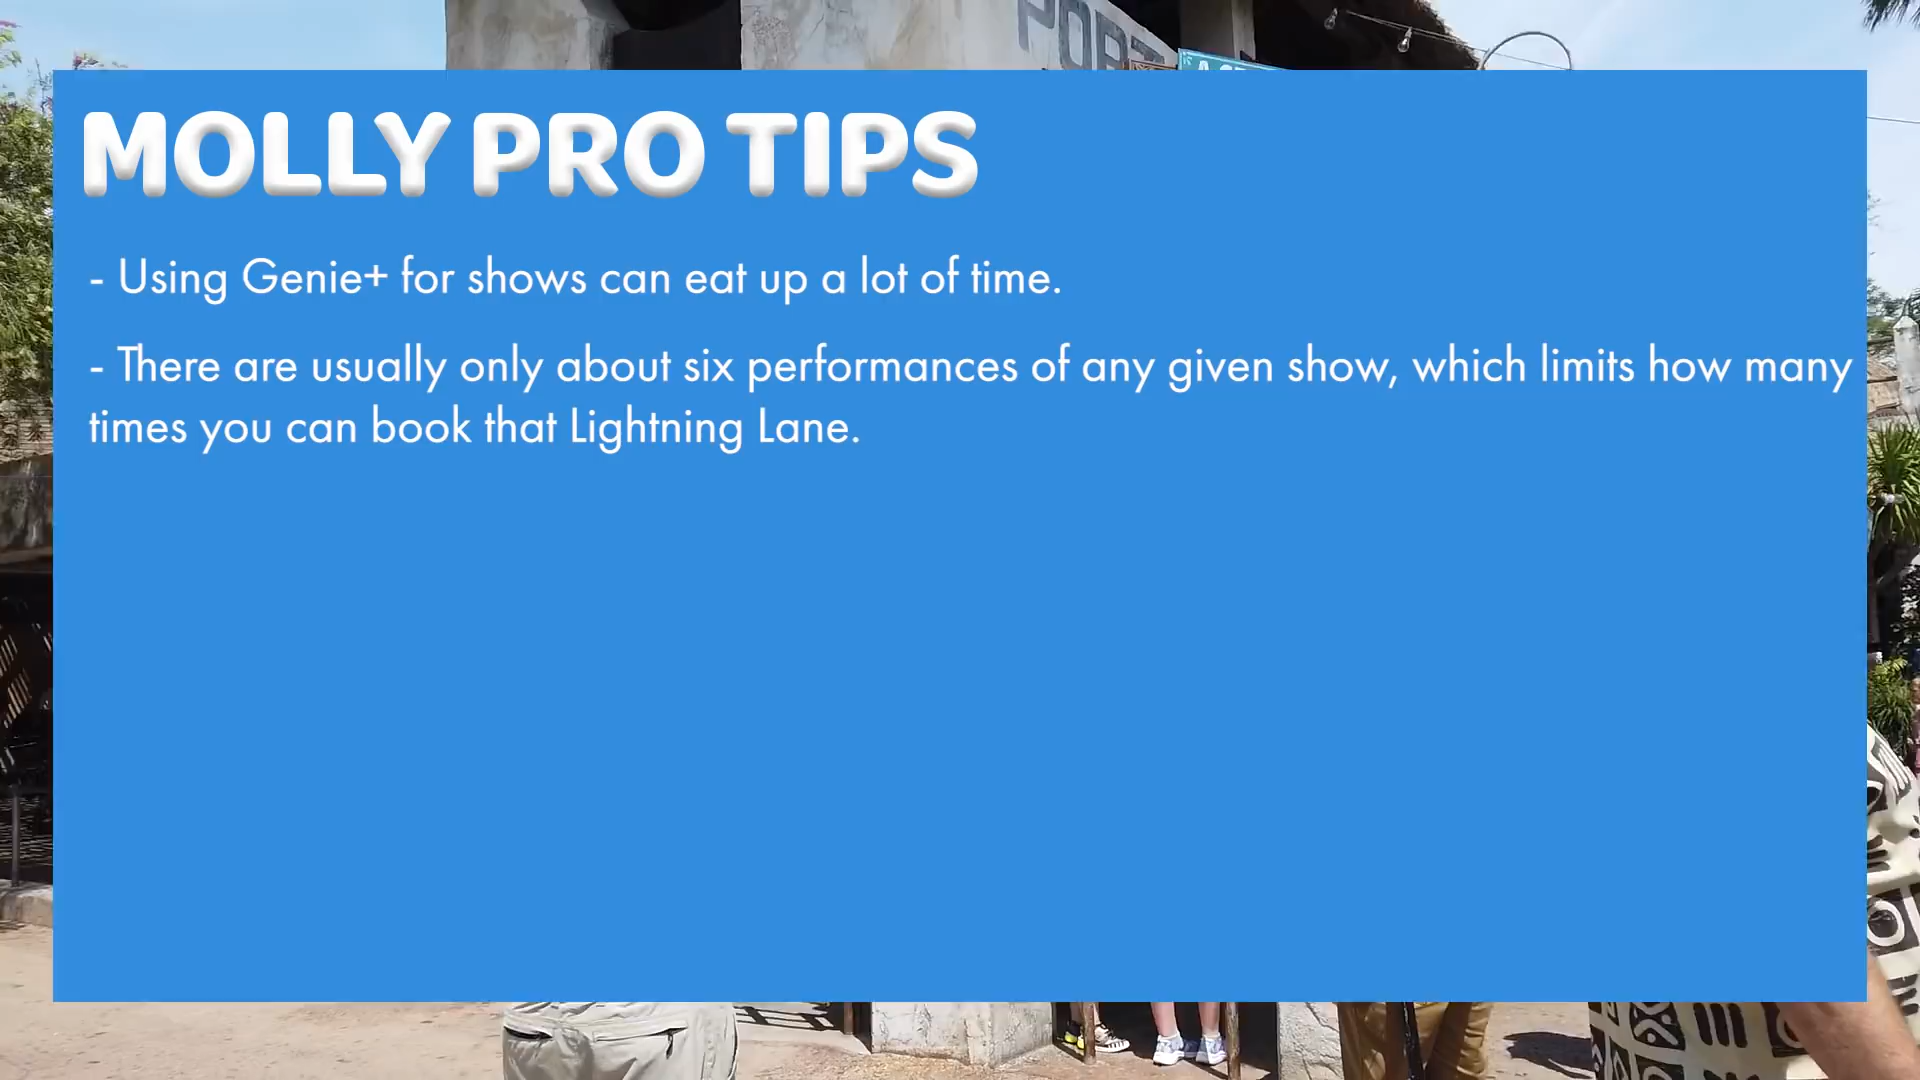 MOLLY PRO TIPS
- Using Genie+ for shows can eat up a lot of time.
- There are usually only about six performances of any given show, which limits how many
times you can book that Lightning Lane.